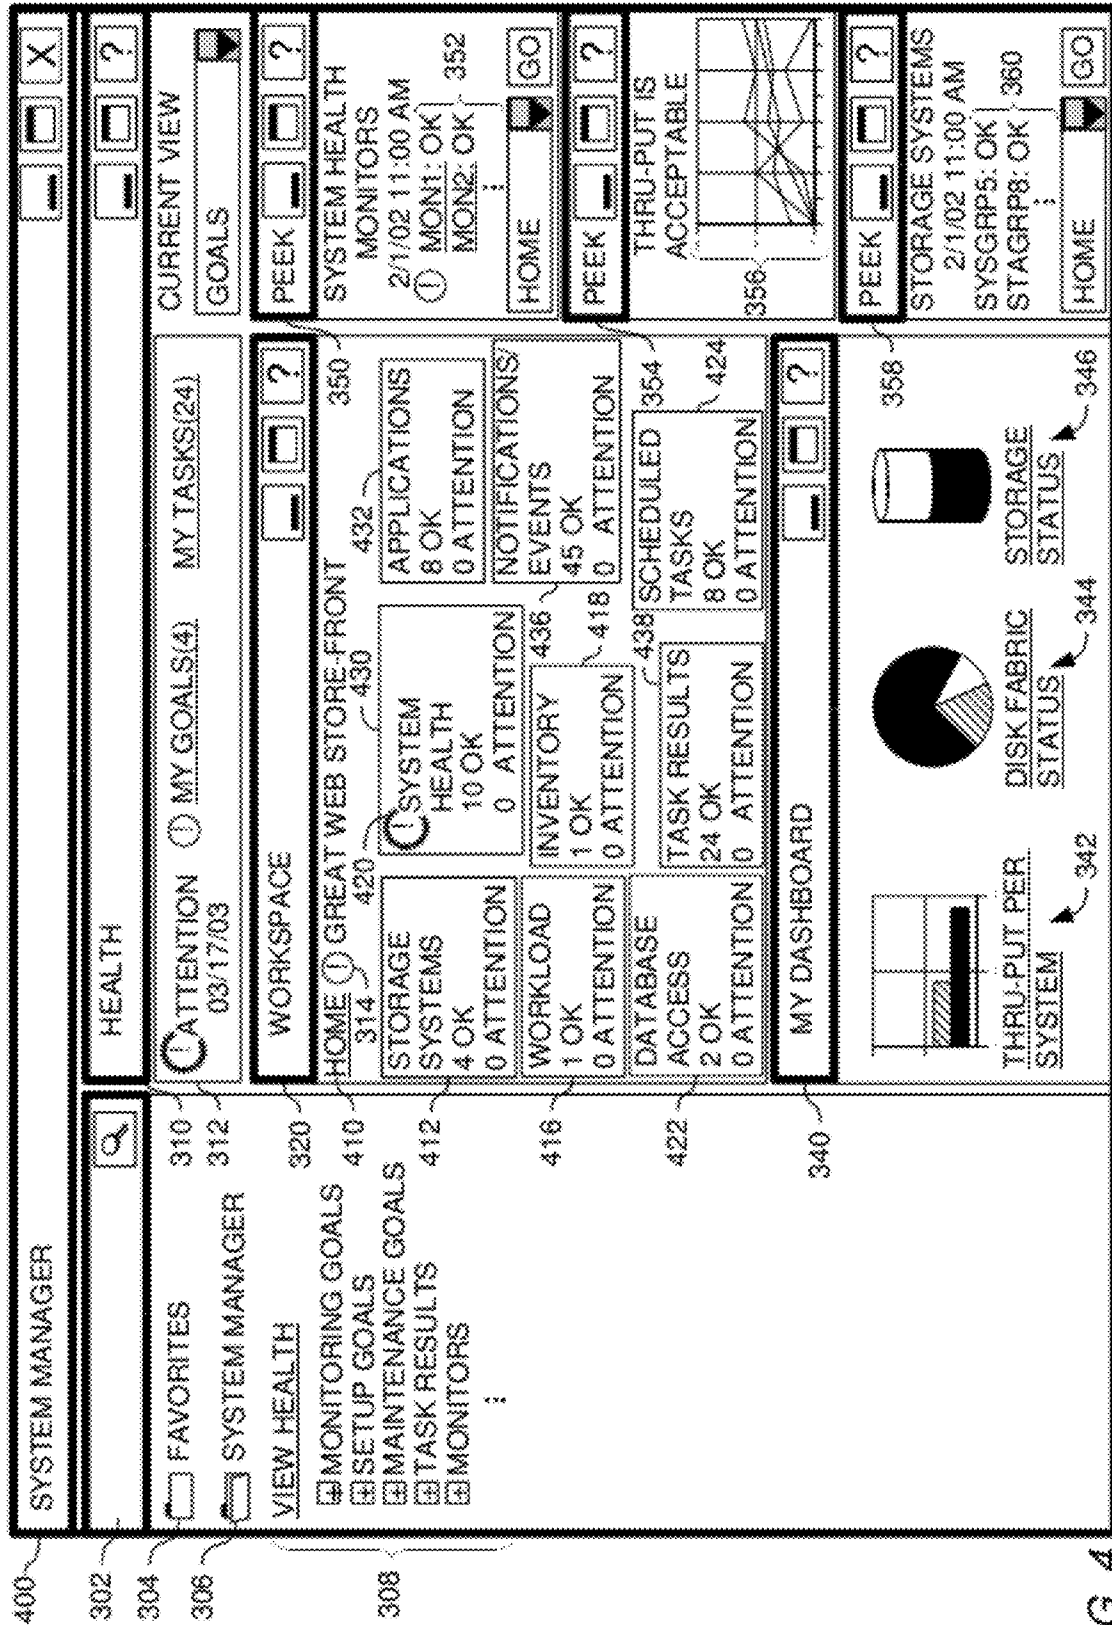 400
SYSTEM MANAGER
X
302
HEALTH
?
304
FAVORITES
306
SYSTEM MANAGER
VIEW HEALTH
308
MONITORING GOALS
SETUP GOALS
MAINTENANCE GOALS
TASK RESULTS
MONITORS
310
312
ATTENTION
03/17/03
MY GOALS(4)
MY TASKS(24)
CURRENT VIEW
GOALS
320
WORKSPACE
?
410
HOME
GREAT WEB STORE-FRONT
314
420
430
432
412
STORAGE
SYSTEMS
4 OK
0 ATTENTION
SYSTEM
HEALTH
10 OK
0 ATTENTION
APPLICATIONS
8 OK
0 ATTENTION
416
WORKLOAD
1 OK
0 ATTENTION
INVENTORY
1 OK
0 ATTENTION
418
436
NOTIFICATIONS/
EVENTS
45 OK
0 ATTENTION
422
DATABASE
ACCESS
2 OK
0 ATTENTION
438
TASK RESULTS
24 OK
0 ATTENTION
SCHEDULED
TASKS
8 OK
0 ATTENTION
424
340
MY DASHBOARD
?
THRU-PUT PER
SYSTEM
342
DISK FABRIC
STATUS
344
STORAGE
STATUS
346
350
PEEK
?
SYSTEM HEALTH
MONITORS
2/1/02 11:00 AM
MON1: OK
MON2: OK
352
HOME
GO
354
PEEK
?
THRU-PUT IS
ACCEPTABLE
356
358
PEEK
?
STORAGE SYSTEMS
2/1/02 11:00 AM
SYSGRP5: OK
STAGRP8: OK
360
HOME
GO
G. 4